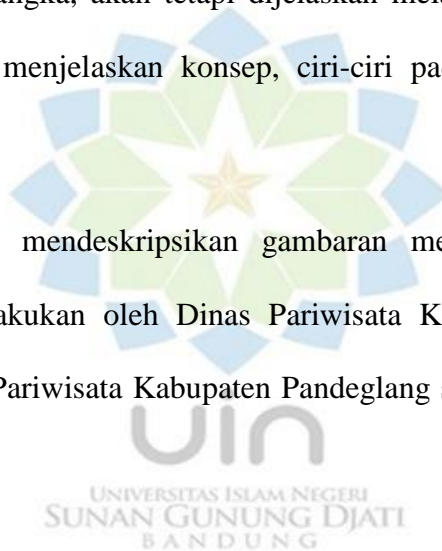 angka, akan tetapi dijelaskan mela
menjelaskan konsep, ciri-ciri pa
mendeskripsikan gambaran me
akukan oleh Dinas Pariwisata K
Pariwisata Kabupaten Pandeglang s
uin
UNIVERSITAS ISLAM NEGERI
SUNAN GUNUNG DJATI
BANDUNG